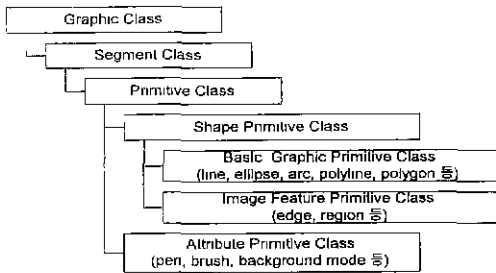 Graphic Class
Segment Class
Primitive Class
Shape Primitive Class
Basic Graphic Primitive Class
(line, ellipse, arc, polyline, polygon 등)
Image Feature Primitive Class
(edge, region 등)
Attribute Primitive Class
(pen, brush, background mode 등)